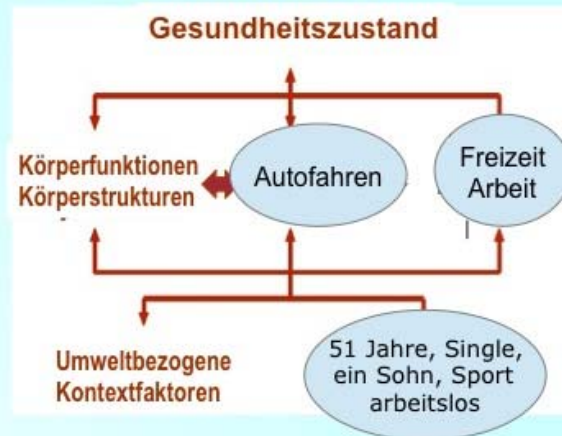 Gesundheitszustand
Körperfunktionen
Körperstrukturen
Autofahren
Freizeit
Arbeit
Umweltbezogene
Kontextfaktoren
51 Jahre, Single,
ein Sohn, Sport
arbeitslos